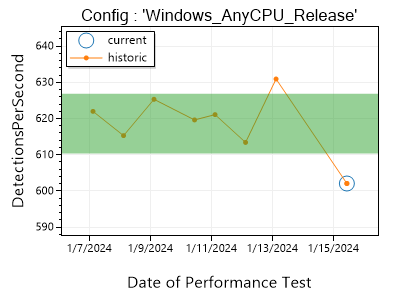 Config : 'Windows_AnyCPU_Release'
current
historic
DetectionsPerSecond
640
630
620
610
600
590
1/7/2024
1/9/2024
1/11/2024
1/13/2024
1/15/2024
Date of Performance Test